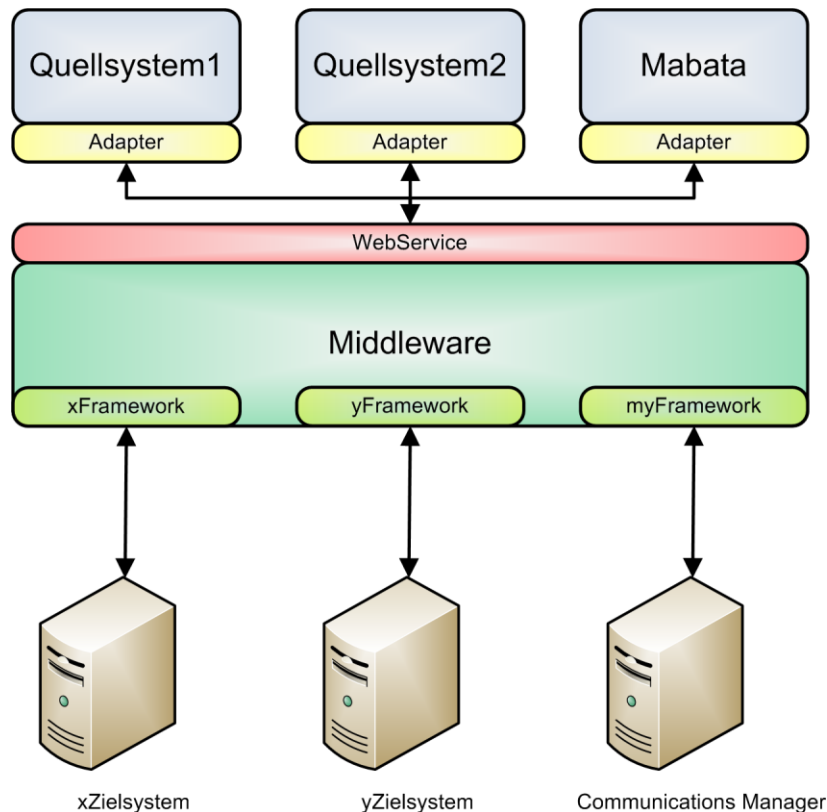 Quellsystem1
Quellsystem2
Mabata
Adapter
Adapter
Adapter
WebService
Middleware
xFramework
yFramework
myFramework
xZielsystem
yZielsystem
Communications Manager